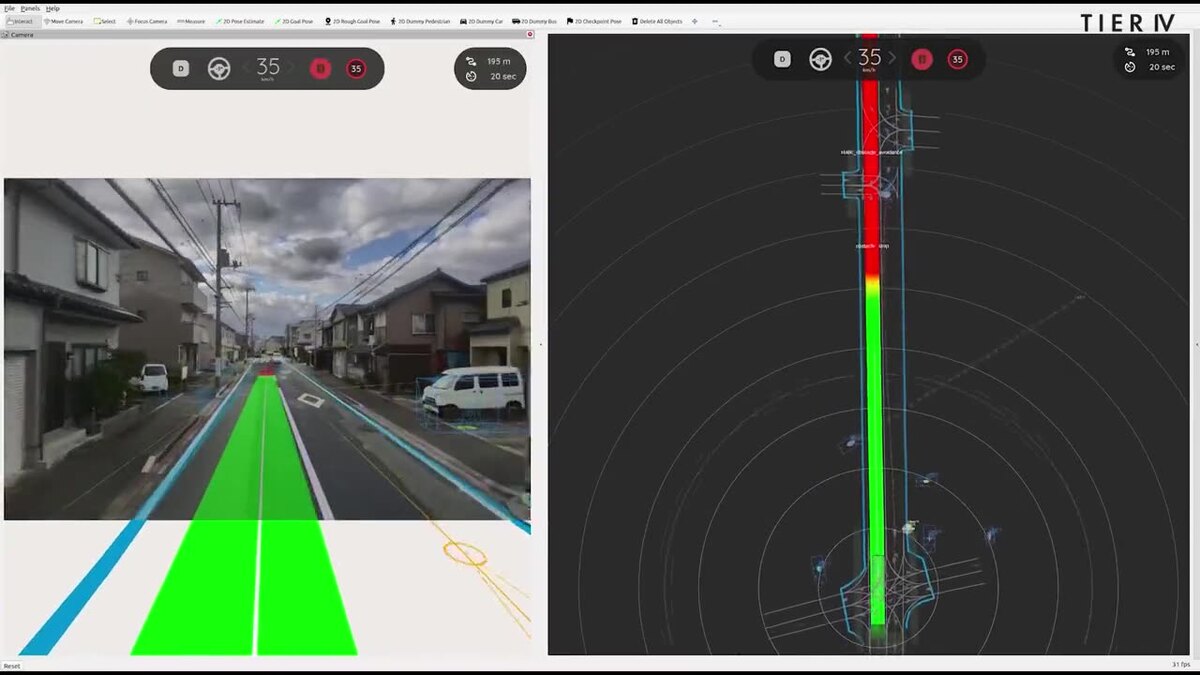 File Panels Help
Interact Move Camera Select Focus Camera Measure 2D Pose Estimate 2D Goal Pose 2D Rough Goal Pose 2D Dummy Pedestrian 2D Dummy Car 2D Dummy Bus 2D Checkpoint Pose Delete All Objects
TIER IV
Camera
D 35 km/h 35
195 m
20 sec
D 35 km/h 35
195 m
20 sec
Reset
31 fps